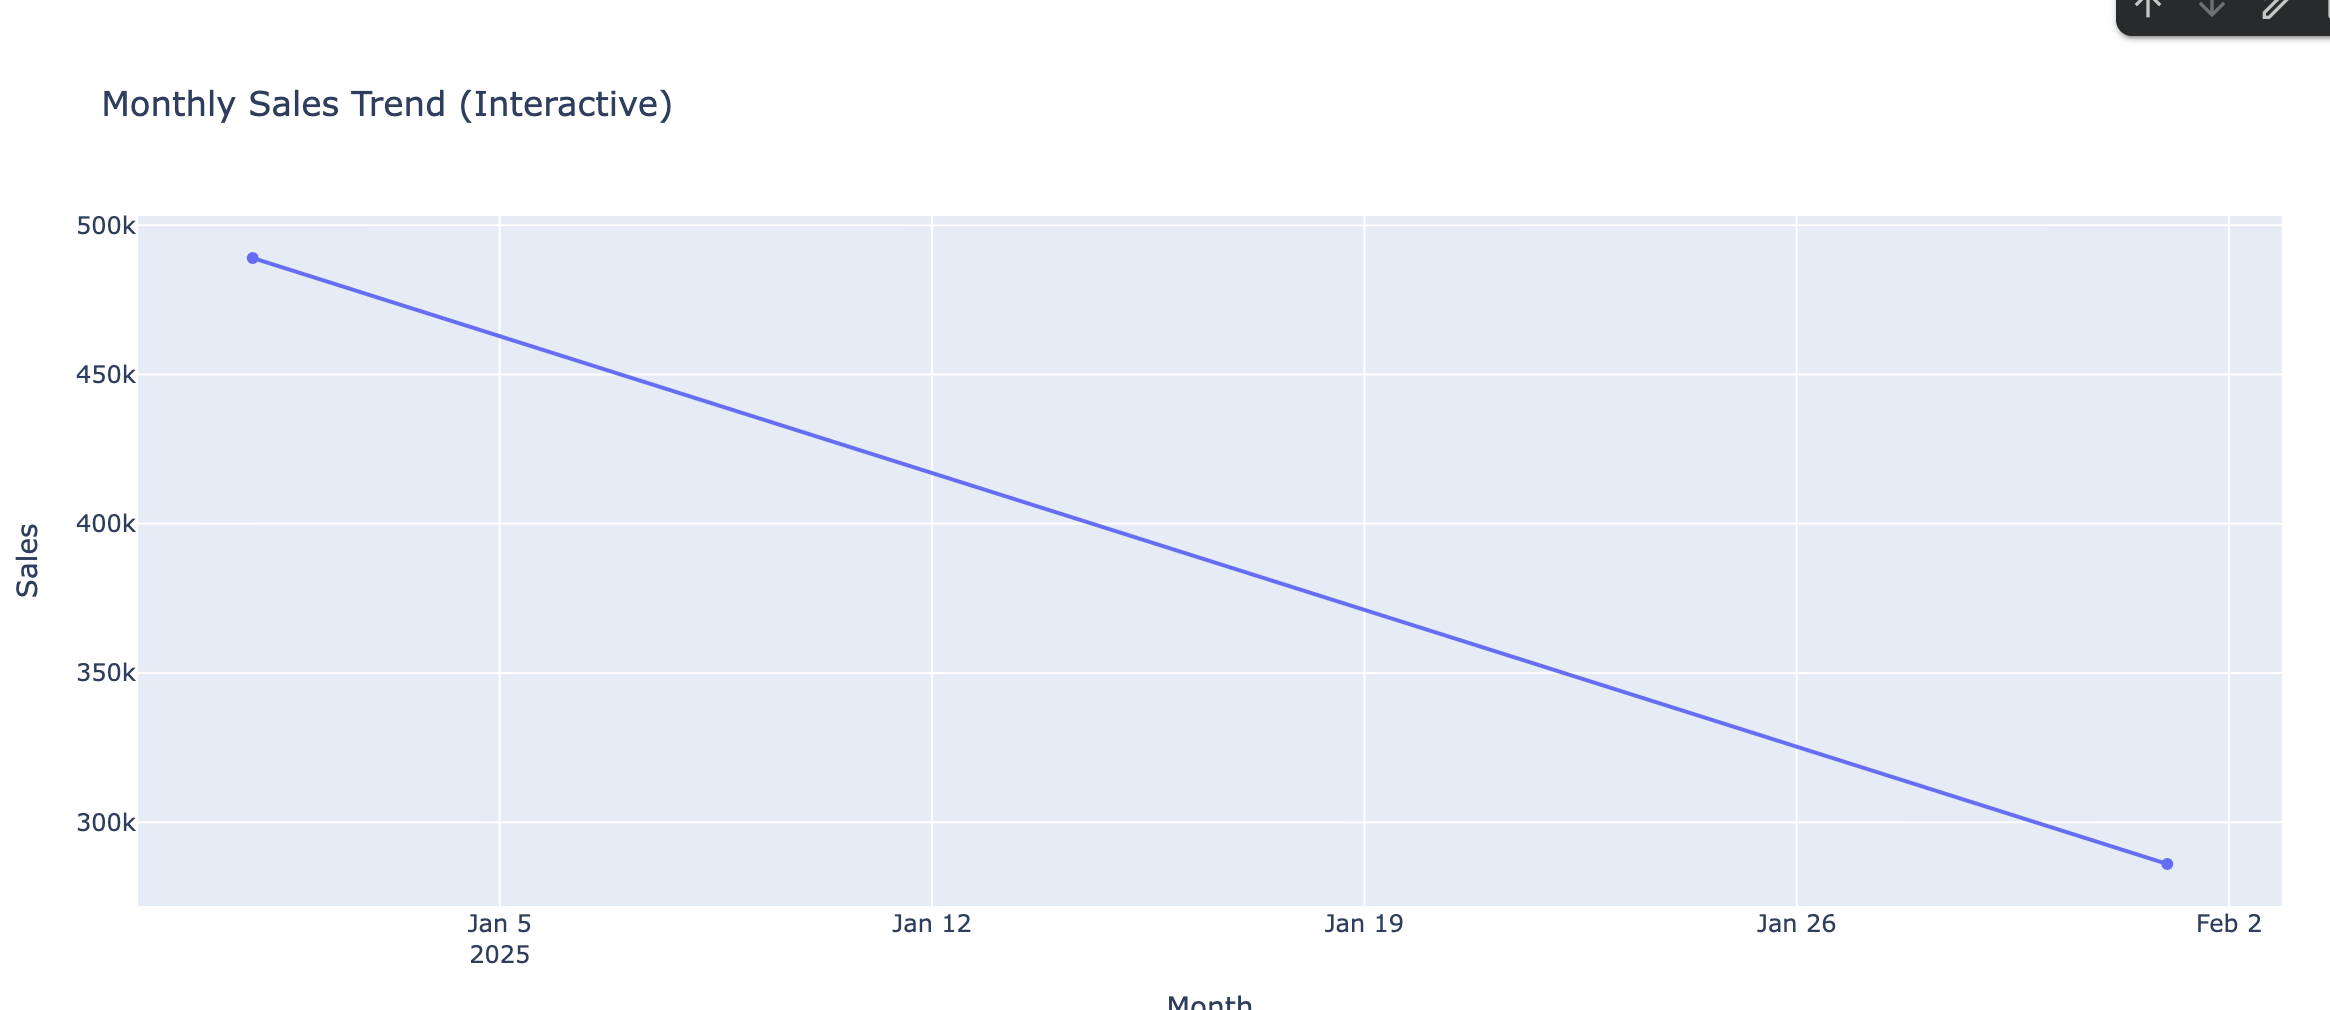 Monthly Sales Trend (Interactive)
500k
450k
400k
350k
300k
Sales
Jan 5
2025
Jan 12
Jan 19
Jan 26
Feb 2
Month